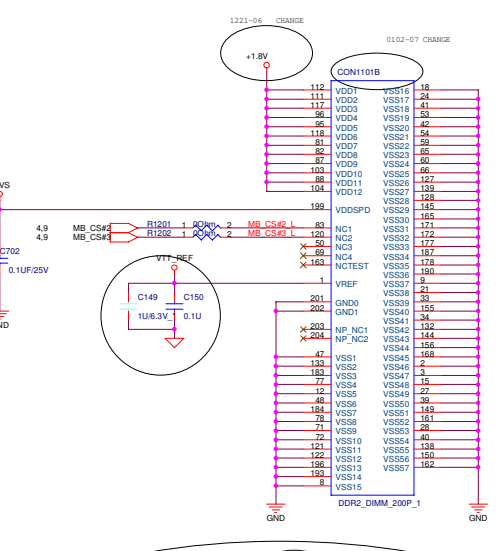 1221-06 CHANGE
0102-07 CHANGE
+1.8V
CON1101B
112 VDD1 VSS16 18
111 VDD2 VSS17 24
117 VDD3 VSS18 41
96 VDD4 VSS19 53
95 VDD5 VSS20 42
118 VDD6 VSS21 54
81 VDD7 VSS22 59
82 VDD8 VSS23 65
87 VDD9 VSS24 60
103 VDD10 VSS25 66
88 VDD11 VSS26 127
104 VDD12 VSS27 139
VSS28 128
199 VDDSPD VSS29 145
VSS30 165
4,9 MB_CS#2 R1201 1 0Ohm 2 MB_CS#2_L 83 NC1 VSS31 171
4,9 MB_CS#3 R1202 1 0Ohm 2 MB_CS#3_L 120 NC2 VSS32 172
50 NC3 VSS33 177
69 NC4 VSS34 187
163 NCTEST VSS35 178
VSS36 190
VS
C702
0.1UF/25V
ND
VTT_REF
1 VREF VSS37 9
VSS38 21
C149 C150
1U/6.3V_ 0.1U
201 GND0 VSS39 33
202 GND1 VSS40 155
VSS41 34
203 NP_NC1 VSS42 132
204 NP_NC2 VSS43 144
VSS44 156
47 VSS1 VSS45 168
133 VSS2 VSS46 2
183 VSS3 VSS47 3
77 VSS4 VSS48 15
12 VSS5 VSS49 27
48 VSS6 VSS50 39
184 VSS7 VSS51 149
78 VSS8 VSS52 161
71 VSS9 VSS53 28
72 VSS10 VSS54 40
121 VSS11 VSS55 138
122 VSS12 VSS56 150
196 VSS13 VSS57 162
193 VSS14
8 VSS15
DDR2_DIMM_200P_1
GND
GND